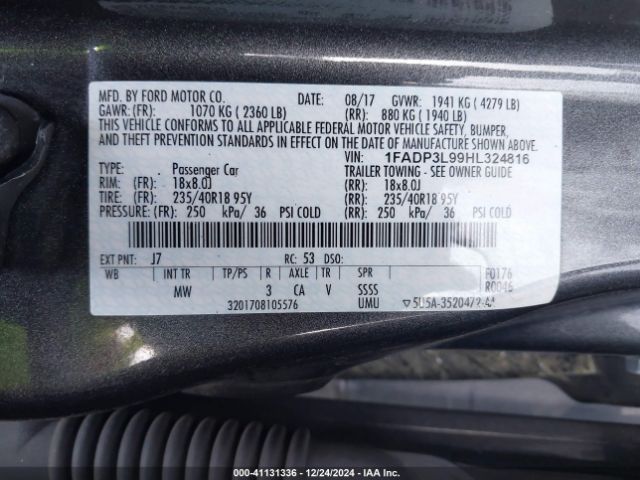 MFD. BY FORD MOTOR CO. DATE: 08/17 GVWR: 1941 KG ( 4279 LB)
GAWR: (FR): 1070 KG ( 2360 LB) (RR): 880 KG ( 1940 LB)
THIS VEHICLE CONFORMS TO ALL APPLICABLE FEDERAL MOTOR VEHICLE SAFETY, BUMPER,
AND THEFT PREVENTION STANDARDS IN EFFECT ON THE DATE OF MANUFACTURE SHOWN ABOVE.
VIN: 1FADP3L99HL324816
TYPE: Passenger Car TRAILER TOWING - SEE OWNER GUIDE
RIM: (FR): 18x8.0J (RR): 18x8.0J
TIRE: (FR): 235/40R18 95Y (RR): 235/40R18 95Y
PRESSURE: (FR): 250 kPa/ 36 PSI COLD (RR): 250 kPa/ 36 PSI COLD
EXT PNT: J7 RC: 53 DSO:
WB INT TR TP/PS R AXLE TR SPR F0176
MW 3 CA V SSSS R0046
3201708105576 UMU
000-41131336 - 12/24/2024 - IAA Inc.